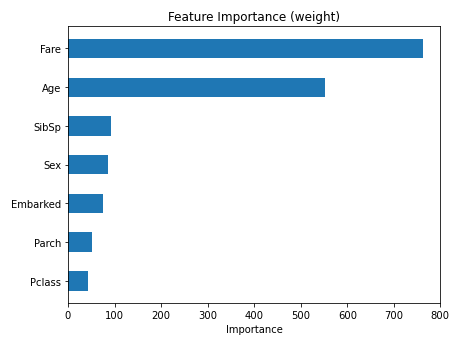 Feature Importance (weight)
Fare
Age
SibSp
Sex
Embarked
Parch
Pclass
0 100 200 300 400 500 600 700 800
Importance